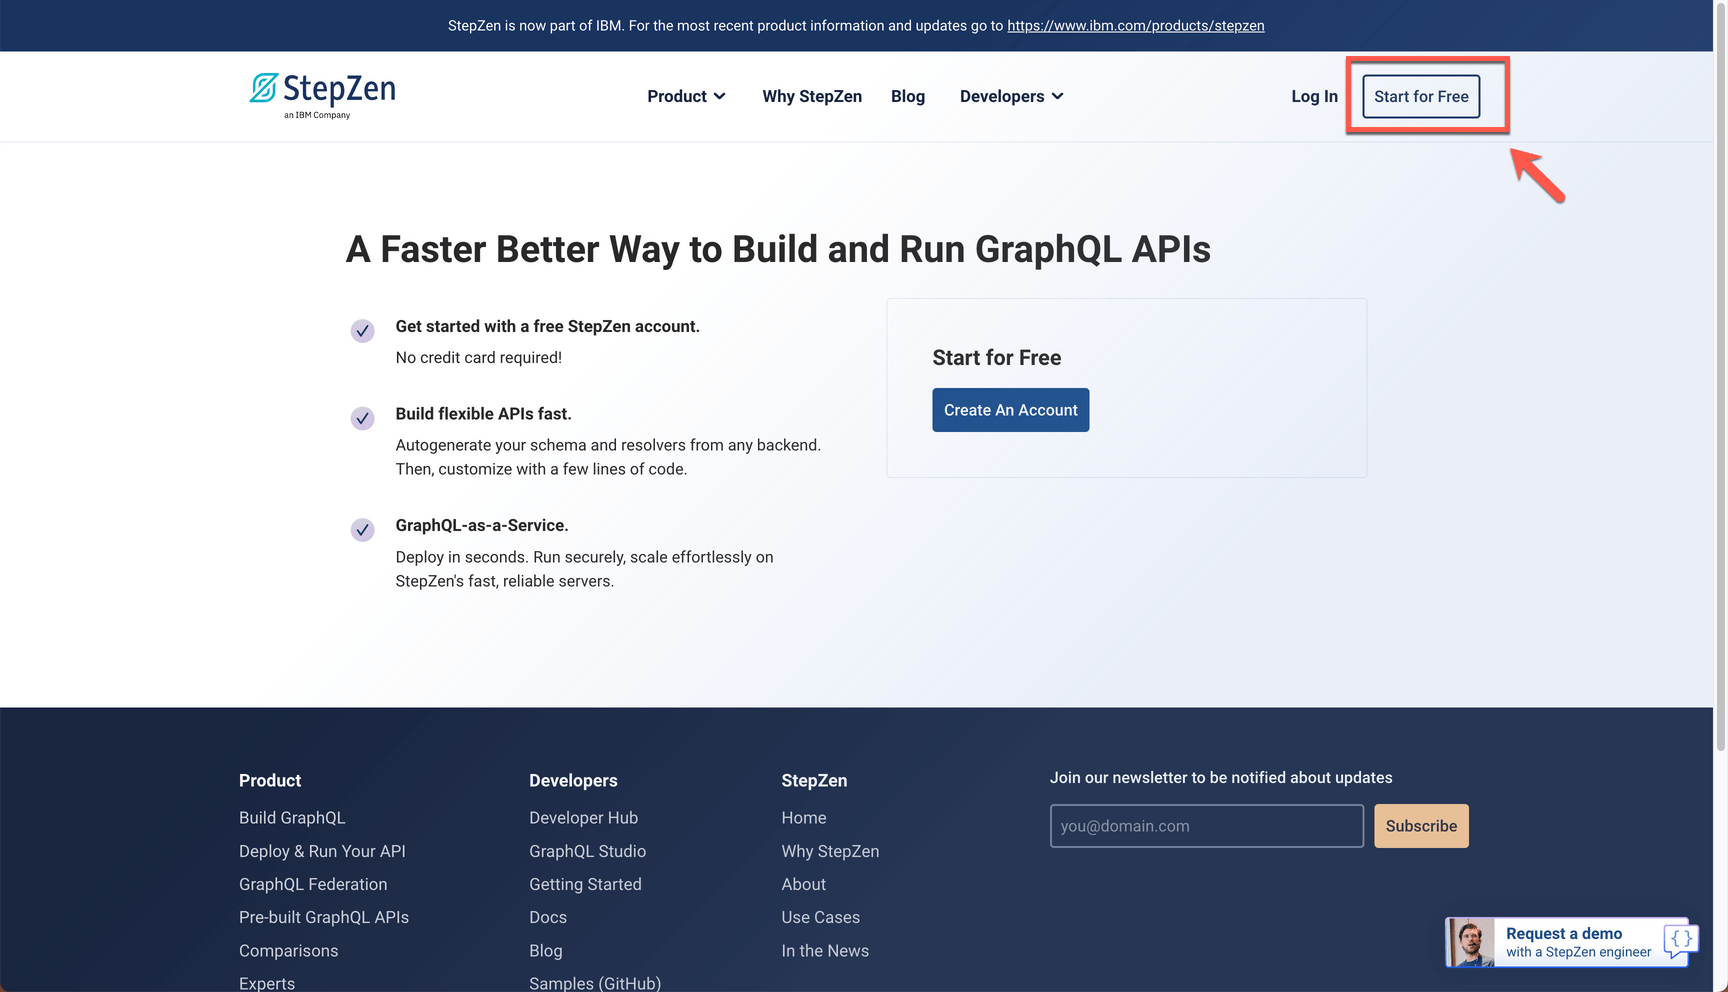 StepZen is now part of IBM. For the most recent product information and updates go to https://www.ibm.com/products/stepzen
StepZen
an IBM Company
Product
Why StepZen
Blog
Developers
Log In
Start for Free
A Faster Better Way to Build and Run GraphQL APIs
Get started with a free StepZen account.
No credit card required!
Build flexible APIs fast.
Autogenerate your schema and resolvers from any backend.
Then, customize with a few lines of code.
GraphQL-as-a-Service.
Deploy in seconds. Run securely, scale effortlessly on
StepZen's fast, reliable servers.
Start for Free
Create An Account
Product
Build GraphQL
Deploy & Run Your API
GraphQL Federation
Pre-built GraphQL APIs
Comparisons
Experts
Developers
Developer Hub
GraphQL Studio
Getting Started
Docs
Blog
Samples (GitHub)
StepZen
Home
Why StepZen
About
Use Cases
In the News
Join our newsletter to be notified about updates
you@domain.com
Subscribe
Request a demo
with a StepZen engineer
{ }